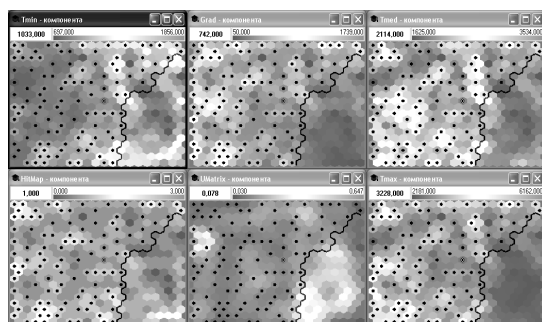 Tmin - компонента
1033,000 697,000 1856,000
Grad - компонента
742,000 50,000 1739,000
Tmed - компонента
2114,000 1625,000 3534,000
HitMap - компонента
1,000 0,000 3,000
UMatrix - компонента
0,078 0,030 0,647
Tmax - компонента
3228,000 2181,000 6162,000